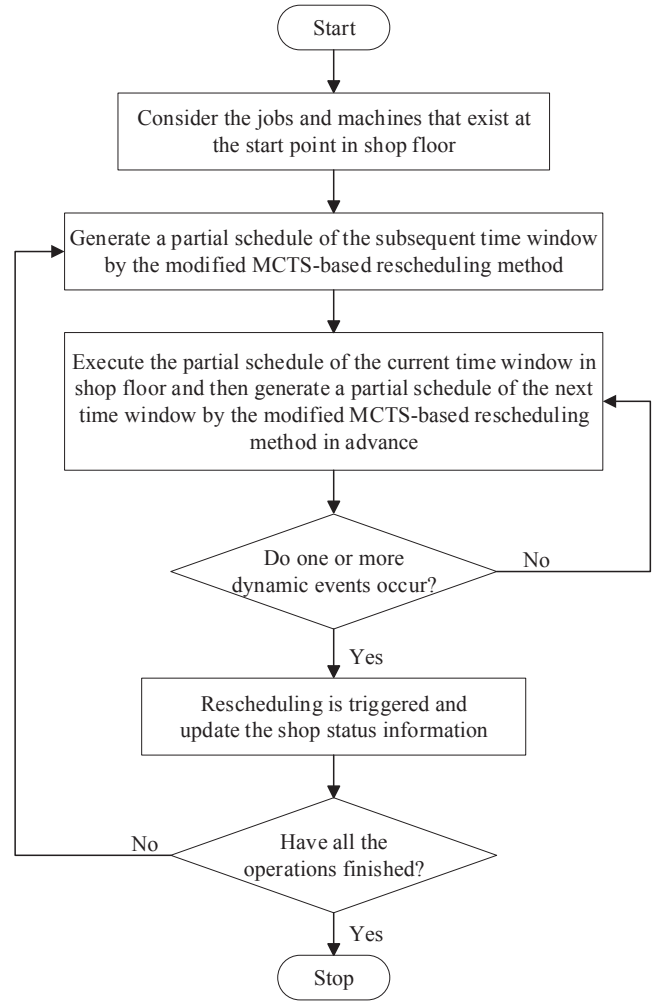 Start
Consider the jobs and machines that exist at
the start point in shop floor
Generate a partial schedule of the subsequent time window
by the modified MCTS-based rescheduling method
Execute the partial schedule of the current time window in
shop floor and then generate a partial schedule of the next
time window by the modified MCTS-based rescheduling
method in advance
Do one or more
dynamic events occur?
No
Yes
Rescheduling is triggered and
update the shop status information
No
Have all the
operations finished?
Yes
Stop